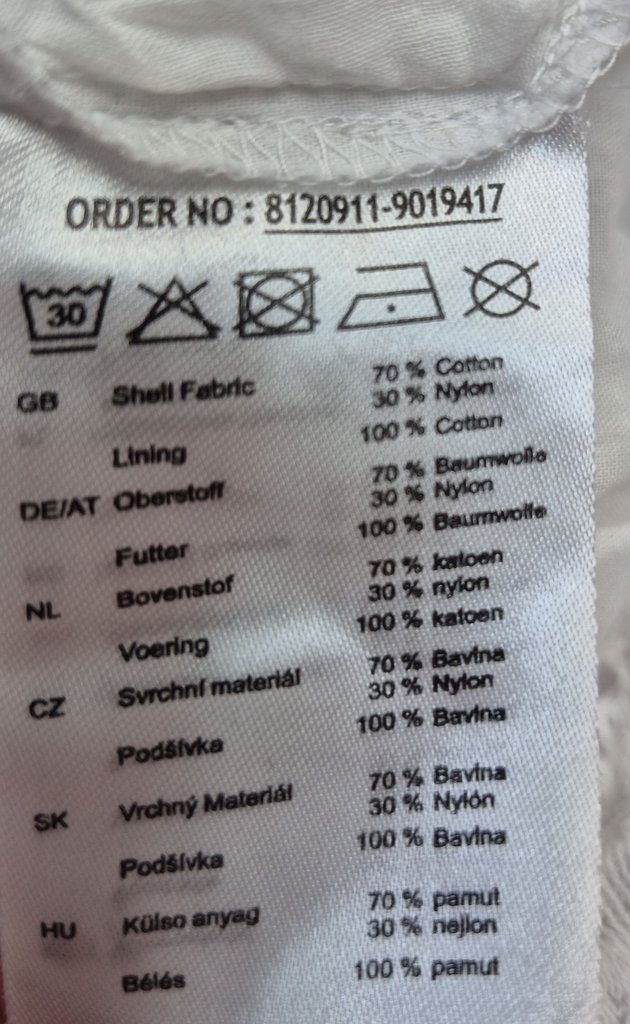 ORDER NO : 8120911-9019417
30
GB Shell Fabric 70 % Cotton
30 % Nylon
Lining 100 % Cotton
DE/AT Oberstoff 70 % Baumwolle
30 % Nylon
Futter 100 % Baumwolle
NL Bovenstof 70 % katoen
30 % nylon
Voering 100 % katoen
CZ Svrchní materiál 70 % Bavlna
30 % Nylon
Podšívka 100 % Bavlna
SK Vrchný Materiál 70 % Bavlna
30 % Nylón
Podšívka 100 % Bavlna
HU Külso anyag 70 % pamut
30 % nejlon
Bélés 100 % pamut